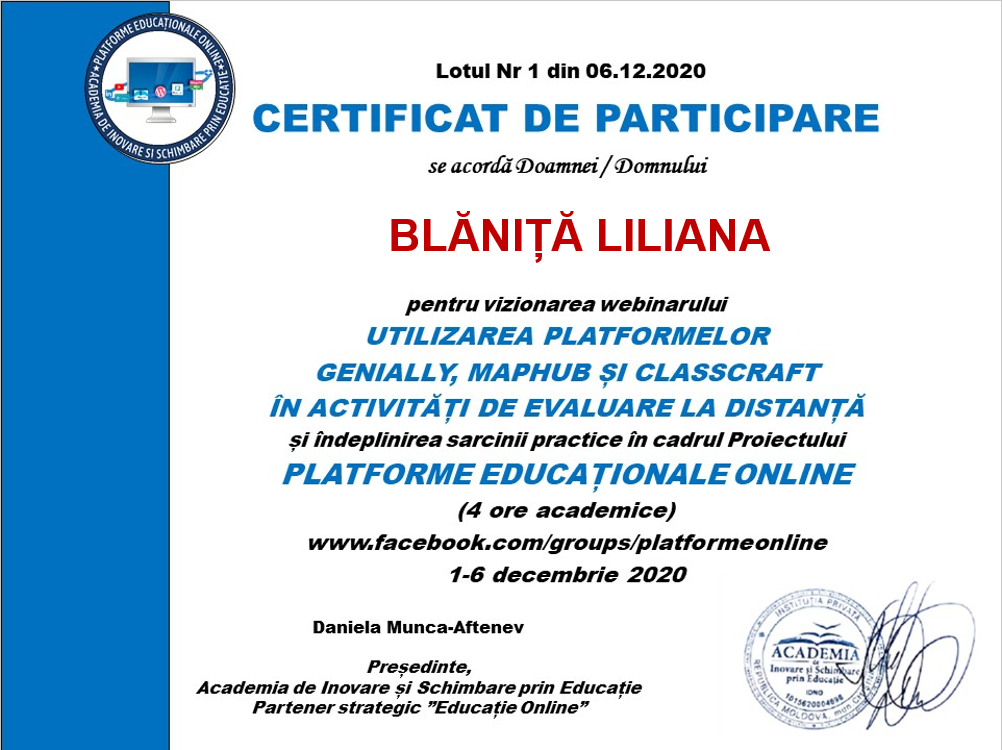 PLATFORME EDUCAȚIONALE ONLINE
ACADEMIA DE INOVARE SI SCHIMBARE PRIN EDUCAȚIE
Lotul Nr 1 din 06.12.2020
CERTIFICAT DE PARTICIPARE
se acordă Doamnei / Domnului
BLĂNIȚĂ LILIANA
pentru vizionarea webinarului
UTILIZAREA PLATFORMELOR
GENIALLY, MAPHUB ȘI CLASSCRAFT
ÎN ACTIVITĂȚI DE EVALUARE LA DISTANȚĂ
și îndeplinirea sarcinii practice în cadrul Proiectului
PLATFORME EDUCAȚIONALE ONLINE
(4 ore academice)
www.facebook.com/groups/platformeonline
1-6 decembrie 2020
Daniela Munca-Aftenev
Președinte,
Academia de Inovare și Schimbare prin Educație
Partener strategic ”Educație Online”
INSTITUȚIA PRIVATĂ
ACADEMIA
de
Inovare și Schimbare
prin Educație
IDNO
1015620004698
REPUBLICA MOLDOVA, mun.